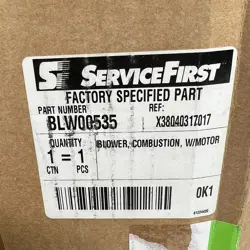 SERVICEFIRST
FACTORY SPECIFIED PART
PART NUMBER REF:
BLW00535 X38040317017
QUANTITY BLOWER, COMBUSTION, W/MOTOR
1 = 1
CTN PCS
0K1